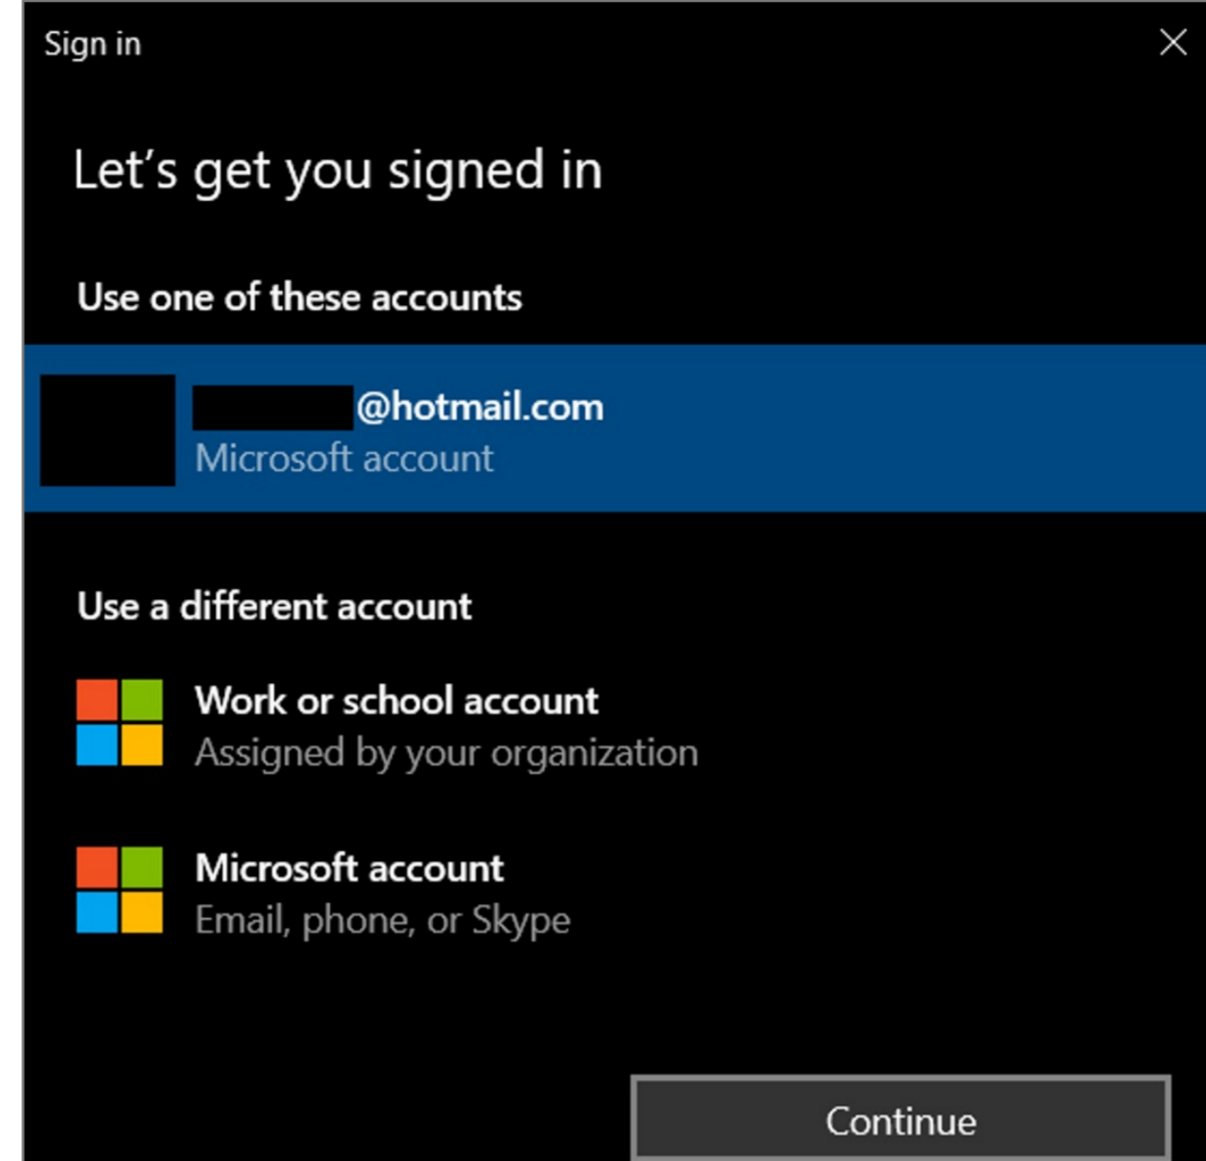 Sign in
Let's get you signed in
Use one of these accounts
@hotmail.com
Microsoft account
Use a different account
Work or school account
Assigned by your organization
Microsoft account
Email, phone, or Skype
Continue